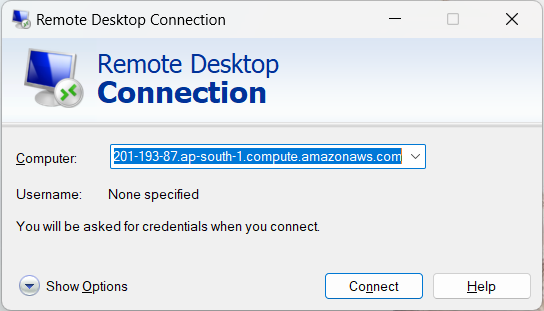 Remote Desktop Connection
Remote Desktop
Connection
Computer:
201-193-87.ap-south-1.compute.amazonaws.com
Username:
None specified
You will be asked for credentials when you connect.
Show Options
Connect
Help